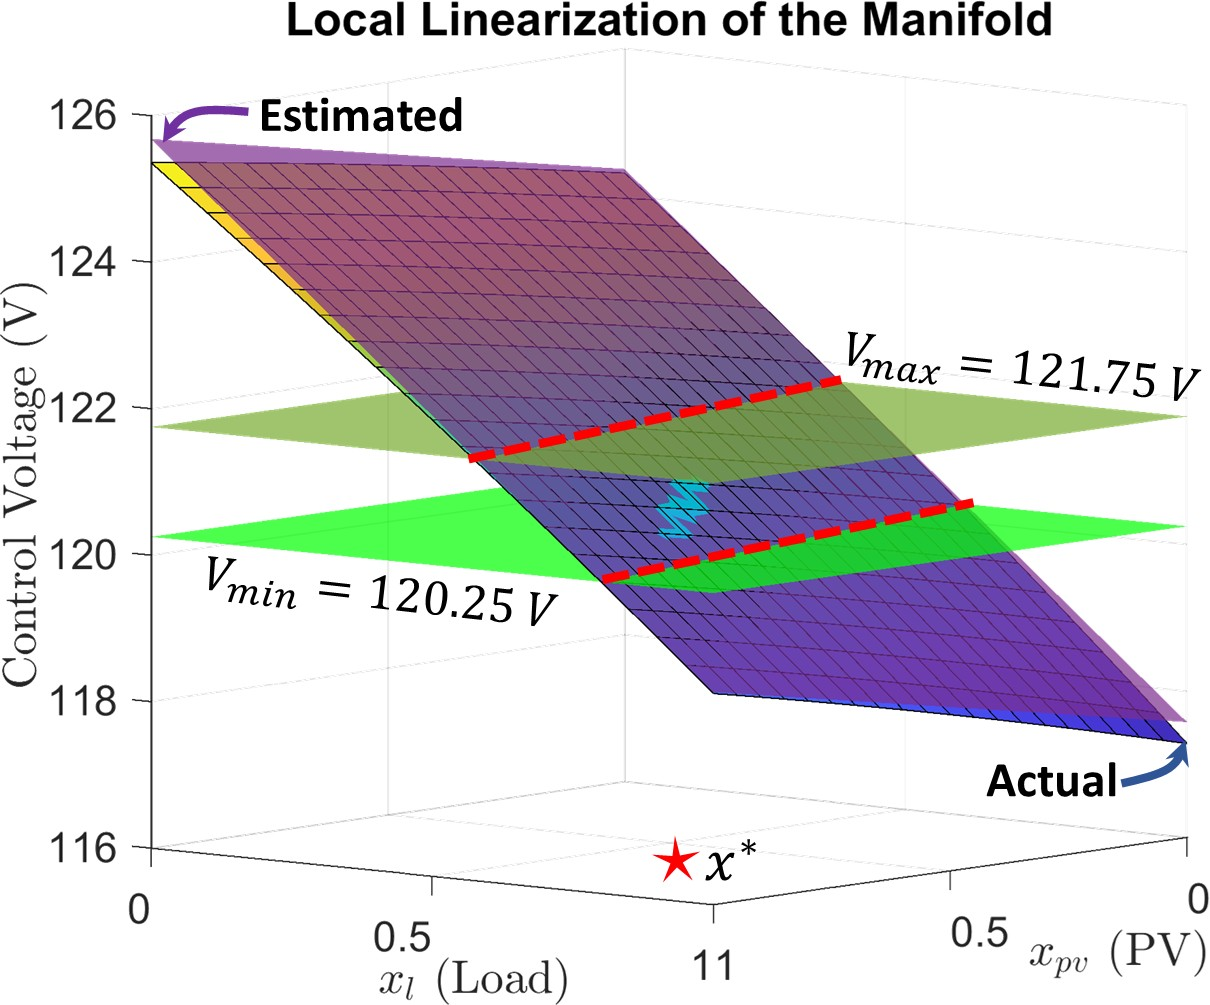 Local Linearization of the Manifold
Estimated
126
124
122
120
118
116
Control Voltage (V)
V_max = 121.75 V
V_min = 120.25 V
Actual
x*
0
0.5
11
0.5
0
x_l (Load)
x_pv (PV)